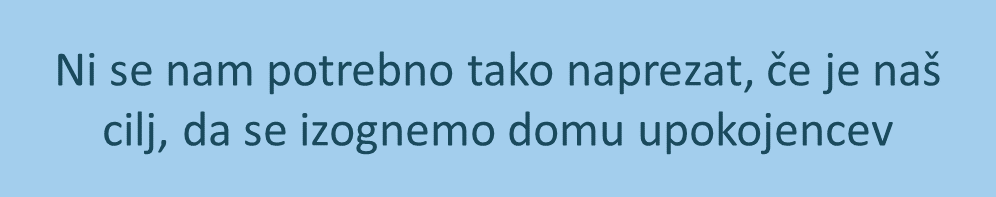 Ni se nam potrebno tako naprezat, če je naš
cilj, da se izognemo domu upokojencev